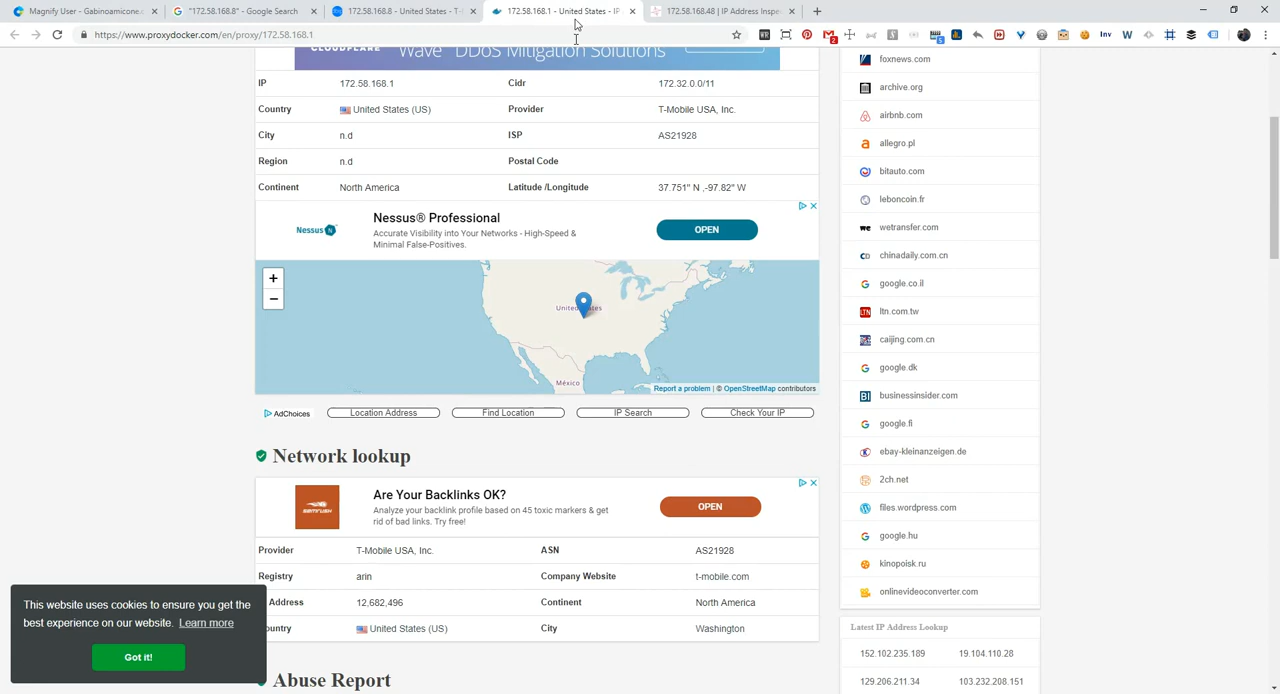 Magnify User - Gabinoamicone.c
"172.58.168.8" - Google Search
172.58.168.8 - United States - T-
172.58.168.1 - United States - IP
172.58.168.48 | IP Address Inspe
https://www.proxydocker.com/en/proxy/172.58.168.1
CLOUDFLARE Wave" DDoS Mitigation Solutions
IP 172.58.168.1 Cidr 172.32.0.0/11
Country United States (US) Provider T-Mobile USA, Inc.
City n.d ISP AS21928
Region n.d Postal Code
Continent North America Latitude /Longitude 37.751" N ,-97.82" W
Nessus Nessus® Professional OPEN
Accurate Visibility into Your Networks - High-Speed &
Minimal False-Positives.
+
−
United States
México
Report a problem | © OpenStreetMap contributors
AdChoices Location Address Find Location IP Search Check Your IP
Network lookup
Are Your Backlinks OK?
Analyze your backlink profile based on 45 toxic markers & get
rid of bad links. Try free!
SEMRUSH
OPEN
Provider T-Mobile USA, Inc. ASN AS21928
Registry arin Company Website t-mobile.com
Address 12,682,496 Continent North America
ountry United States (US) City Washington
Abuse Report
This website uses cookies to ensure you get the
best experience on our website. Learn more
Got it!
foxnews.com
archive.org
airbnb.com
allegro.pl
bitauto.com
leboncoin.fr
wetransfer.com
chinadaily.com.cn
google.co.il
ltn.com.tw
caijing.com.cn
google.dk
businessinsider.com
google.fi
ebay-kleinanzeigen.de
2ch.net
files.wordpress.com
google.hu
kinopoisk.ru
onlinevideoconverter.com
Latest IP Address Lookup
152.102.235.189 19.104.110.28
129.206.211.34 103.232.208.151